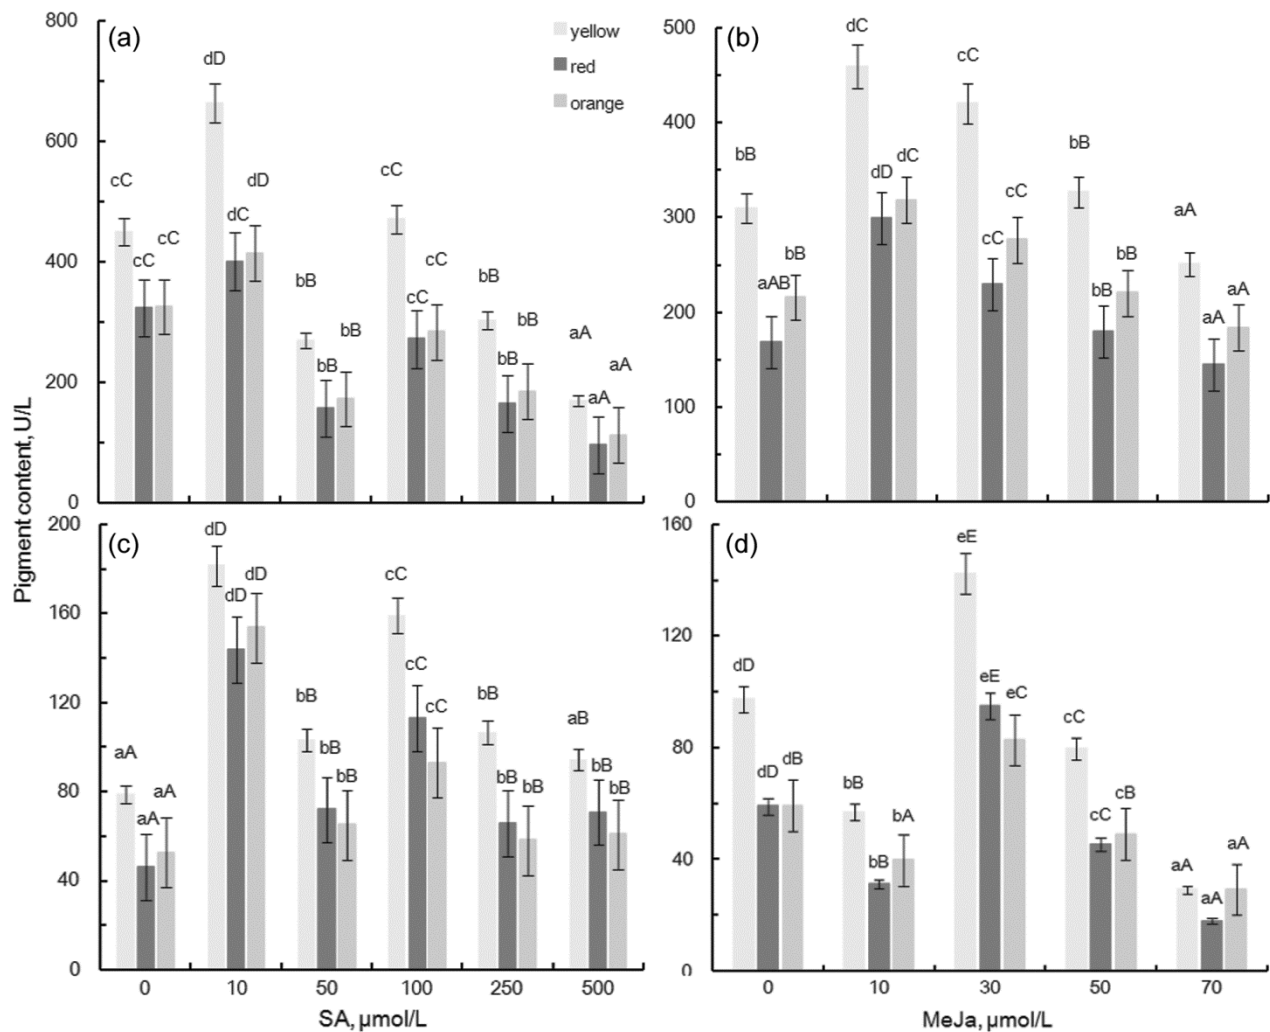 Pigment content, U/L
(a)
yellow
red
orange
800
600
400
200
0
cC
cC
cC
dD
dC
dD
bB
bB
bB
cC
cC
cC
bB
bB
bB
aA
aA
aA
(b)
500
400
300
200
100
0
bB
aAB
bB
dC
dD
dC
cC
cC
cC
bB
bB
bB
aA
aA
aA
(c)
200
160
120
80
40
0
aA
aA
aA
dD
dD
dD
bB
bB
bB
cC
cC
cC
bB
bB
bB
aB
bB
bB
0 10 50 100 250 500
SA, µmol/L
(d)
160
120
80
40
0
dD
dD
dB
bB
bB
bA
eE
eE
eC
cC
cC
cB
aA
aA
aA
0 10 30 50 70
MeJa, µmol/L